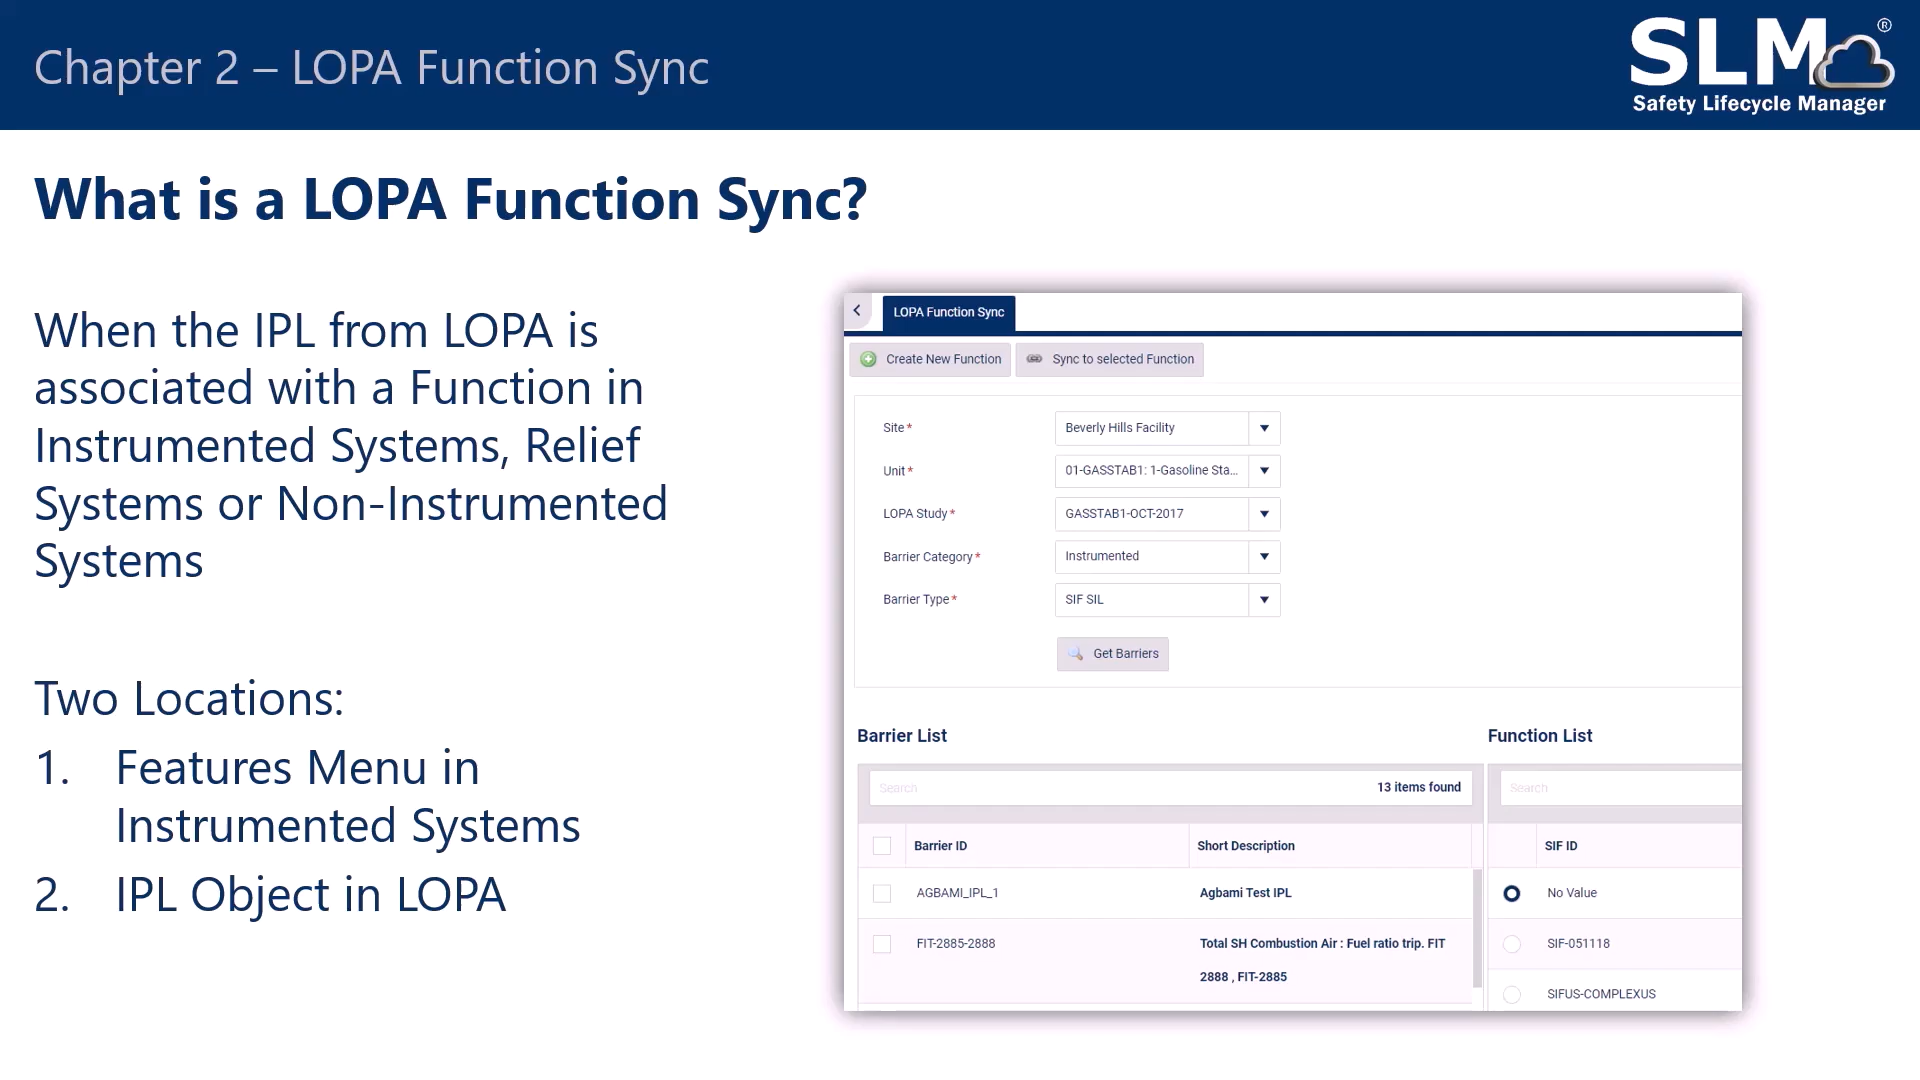 Chapter 2 – LOPA Function Sync
SLM®
Safety Lifecycle Manager
What is a LOPA Function Sync?
When the IPL from LOPA is
associated with a Function in
Instrumented Systems, Relief
Systems or Non-Instrumented
Systems
Two Locations:
1. Features Menu in
Instrumented Systems
2. IPL Object in LOPA
LOPA Function Sync
Create New Function
Sync to selected Function
Site*
Beverly Hills Facility
Unit*
01-GASSTAB1: 1-Gasoline Sta...
LOPA Study*
GASSTAB1-OCT-2017
Barrier Category*
Instrumented
Barrier Type*
SIF SIL
Get Barriers
Barrier List
Search
13 items found
Barrier ID
Short Description
AGBAMI_IPL_1
Agbami Test IPL
FIT-2885-2888
Total SH Combustion Air : Fuel ratio trip. FIT
2888 , FIT-2885
Function List
Search
SIF ID
No Value
SIF-051118
SIFUS-COMPLEXUS